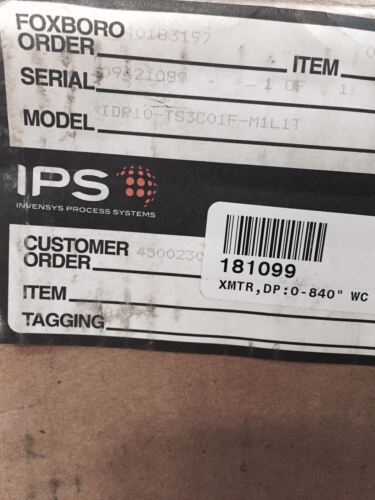 FOXBORO
ORDER 40183197 ITEM
SERIAL 1 OF 1
MODEL IDP10-TS3C01F-M1L1T
IPS
INVENSYS PROCESS SYSTEMS
CUSTOMER
ORDER
ITEM
TAGGING
181099
XMTR,DP:0-840" WC